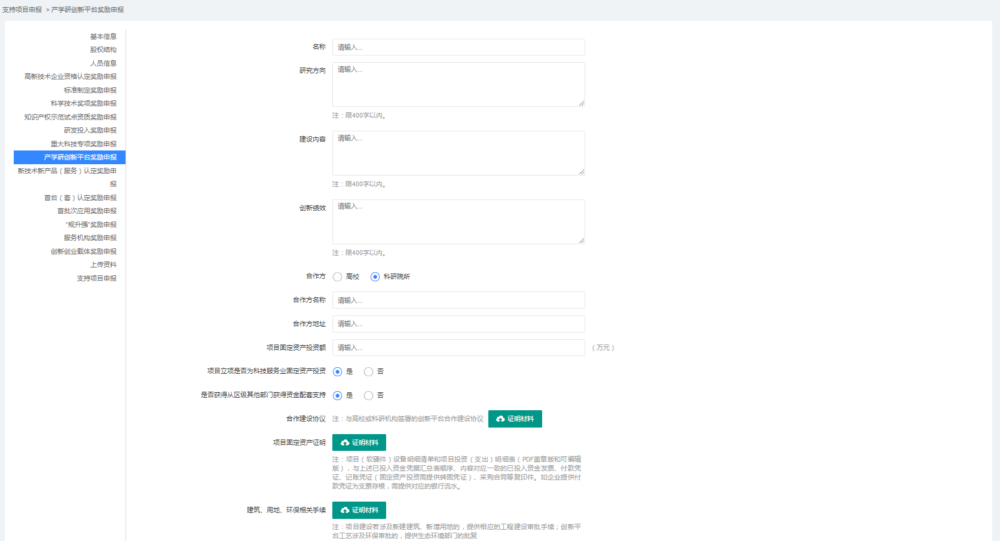 支持项目申报 > 产学研创新平台奖励申报
基本信息
股权结构
人员信息
高新技术企业资格认定奖励申报
标准制定奖励申报
科学技术奖项奖励申报
知识产权示范试点资质奖励申报
研发投入奖励申报
重大科技专项奖励申报
产学研创新平台奖励申报
新技术新产品（服务）认定奖励申
报
首台（套）认定奖励申报
首批次应用奖励申报
"规升强"奖励申报
服务机构奖励申报
创新创业载体奖励申报
上传资料
支持项目申报
名称 请输入...
研究方向 请输入...
注：限400字以内。
建设内容 请输入...
注：限400字以内。
创新绩效 请输入...
注：限400字以内。
合作方 高校 科研院所
合作方名称 请输入...
合作方地址 请输入...
项目固定资产投资额 请输入... （万元）
项目立项是否为科技服务业固定资产投资 是 否
是否获得从区级其他部门获得资金配套支持 是 否
合作建设协议 注：与高校或科研机构签署的创新平台合作建设协议 证明材料
项目固定资产证明 证明材料
注：项目（软硬件）设备明细清单和项目投资（支出）明细表（PDF盖章版和可编辑
版），与上述已投入资金凭据汇总表顺序、内容对应一致的已投入资金发票、付款凭
证、记账凭证（固定资产投资需提供转固凭证）、采购合同等复印件。如企业提供付
款凭证为支票存根，需提供对应的银行流水。
建筑、用地、环保相关手续 证明材料
注：项目建设若涉及新建建筑、新增用地的，提供相应的工程建设审批手续；创新平
台工艺涉及环保审批的，提供生态环境部门的批复